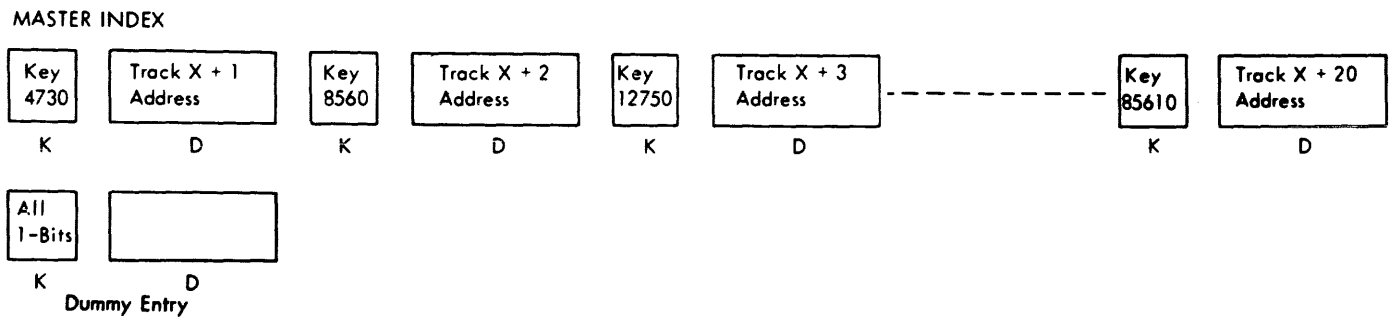 MASTER INDEX
Key 4730
Track X + 1 Address
Key 8560
Track X + 2 Address
Key 12750
Track X + 3 Address
Key 85610
Track X + 20 Address
K D K D K D K D
All 1-Bits
K D
Dummy Entry